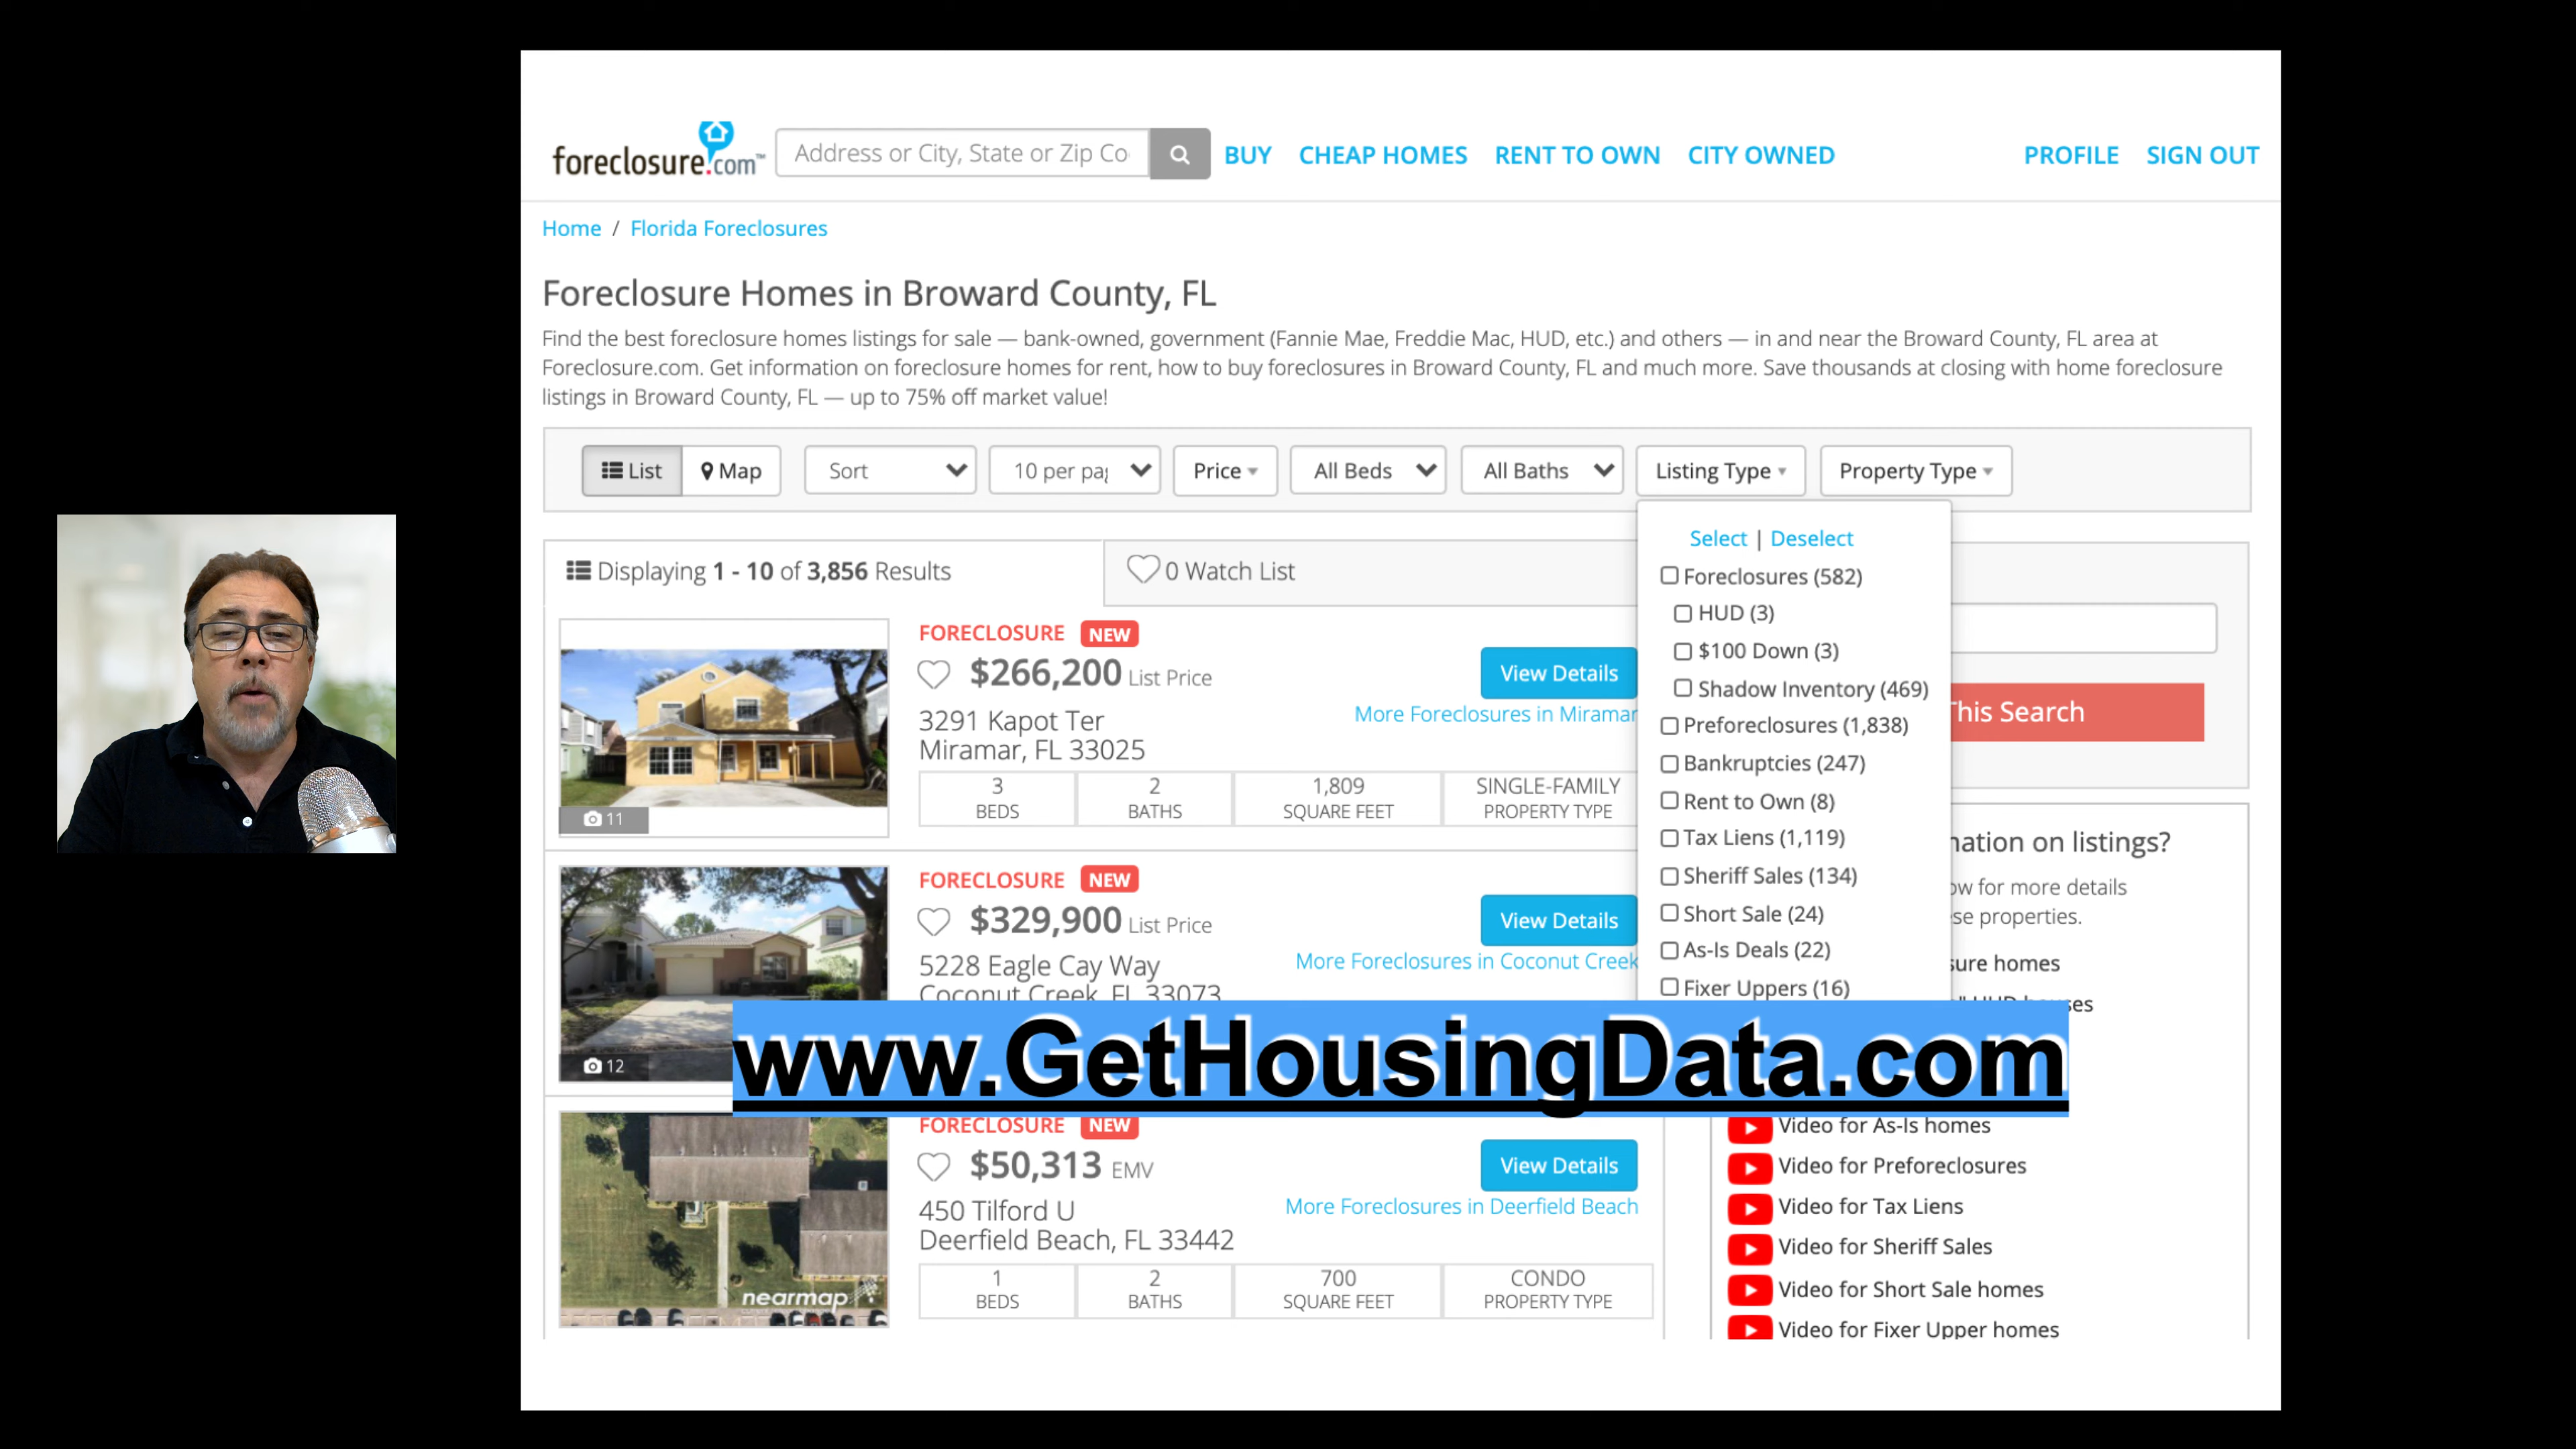 foreclosure.com™
Address or City, State or Zip Co
BUY CHEAP HOMES RENT TO OWN CITY OWNED PROFILE SIGN OUT
Home / Florida Foreclosures
Foreclosure Homes in Broward County, FL
Find the best foreclosure homes listings for sale — bank-owned, government (Fannie Mae, Freddie Mac, HUD, etc.) and others — in and near the Broward County, FL area at
Foreclosure.com. Get information on foreclosure homes for rent, how to buy foreclosures in Broward County, FL and much more. Save thousands at closing with home foreclosure
listings in Broward County, FL — up to 75% off market value!
List Map Sort 10 per pag Price All Beds All Baths Listing Type Property Type
Select | Deselect
Foreclosures (582)
HUD (3)
$100 Down (3)
Shadow Inventory (469)
Preforeclosures (1,838)
Bankruptcies (247)
Rent to Own (8)
Tax Liens (1,119)
Sheriff Sales (134)
Short Sale (24)
As-Is Deals (22)
Fixer Uppers (16)
Displaying 1 - 10 of 3,856 Results
0 Watch List
FORECLOSURE NEW
$266,200 List Price
View Details
3291 Kapot Ter
More Foreclosures in Miramar
Miramar, FL 33025
3 2 1,809 SINGLE-FAMILY
BEDS BATHS SQUARE FEET PROPERTY TYPE
11
FORECLOSURE NEW
$329,900 List Price
View Details
5228 Eagle Cay Way
More Foreclosures in Coconut Creek
Coconut Creek, FL 33073
12
www.GetHousingData.com
FORECLOSURE NEW
$50,313 EMV
View Details
450 Tilford U
More Foreclosures in Deerfield Beach
Deerfield Beach, FL 33442
1 2 700 CONDO
BEDS BATHS SQUARE FEET PROPERTY TYPE
nearmap
This Search
on listings?
for more details
properties.
homes
Video for As-Is homes
Video for Preforeclosures
Video for Tax Liens
Video for Sheriff Sales
Video for Short Sale homes
Video for Fixer Upper homes